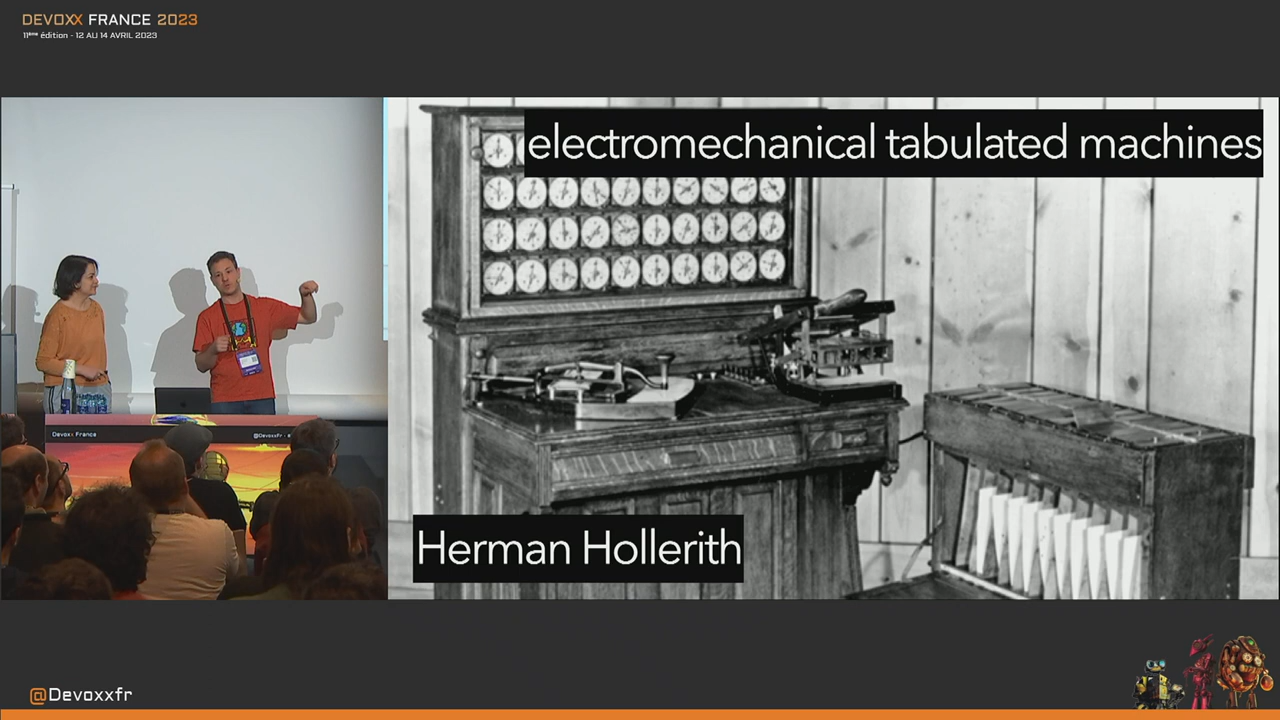 DEVOXX FRANCE 2023
11ème édition - 12 AU 14 AVRIL 2023
electromechanical tabulated machines
Herman Hollerith
Devoxx France
@DevoxxFr
@Devoxxfr